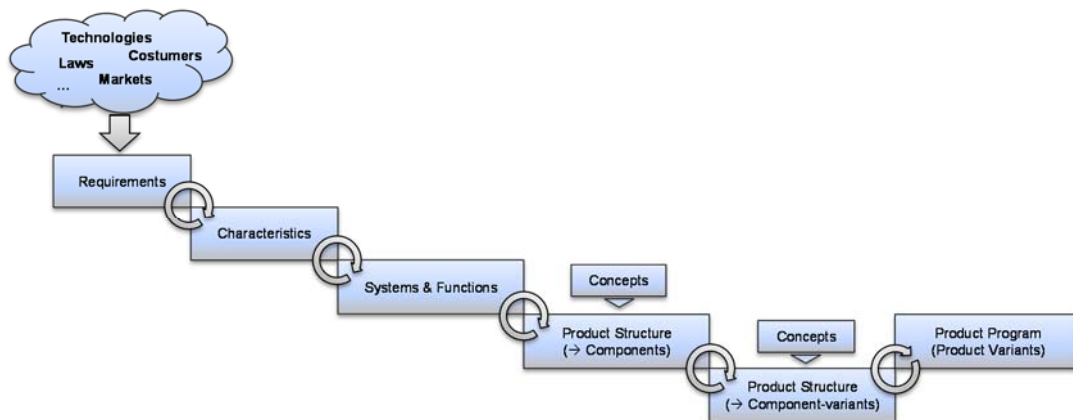 Technologies
Costumers
Laws
Markets
...
Requirements
Characteristics
Systems & Functions
Concepts
Product Structure
(→ Components)
Concepts
Product Structure
(→ Component-variants)
Product Program
(Product Variants)